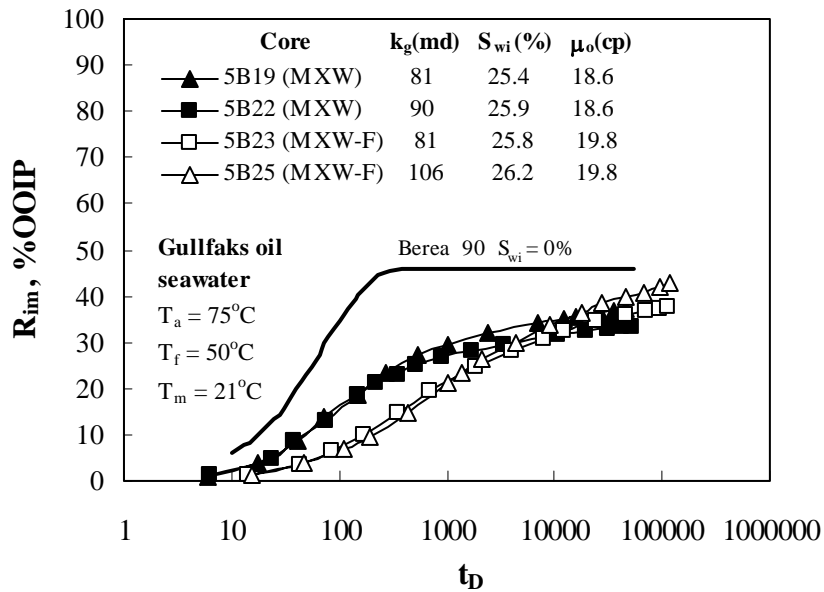 Core k_g(md) S_wi(%) μ_o(cp)
5B19 (MXW) 81 25.4 18.6
5B22 (MXW) 90 25.9 18.6
5B23 (MXW-F) 81 25.8 19.8
5B25 (MXW-F) 106 26.2 19.8
Gullfaks oil
seawater
T_a = 75°C
T_f = 50°C
T_m = 21°C
Berea 90 S_wi = 0%
R_im, %OOIP
100
90
80
70
60
50
40
30
20
10
0
1 10 100 1000 10000 100000 1000000
t_D